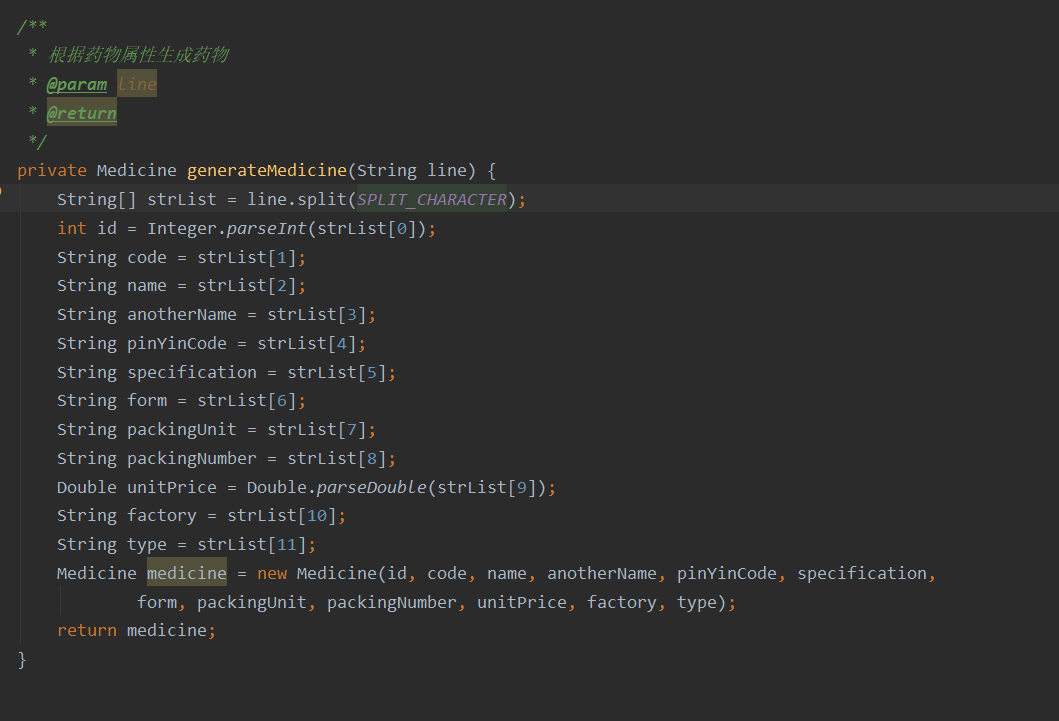 /**
 * 根据药物属性生成药物
 * @param line
 * @return
 */
private Medicine generateMedicine(String line) {
    String[] strList = line.split(SPLIT_CHARACTER);
    int id = Integer.parseInt(strList[0]);
    String code = strList[1];
    String name = strList[2];
    String anotherName = strList[3];
    String pinYinCode = strList[4];
    String specification = strList[5];
    String form = strList[6];
    String packingUnit = strList[7];
    String packingNumber = strList[8];
    Double unitPrice = Double.parseDouble(strList[9]);
    String factory = strList[10];
    String type = strList[11];
    Medicine medicine = new Medicine(id, code, name, anotherName, pinYinCode, specification,
            form, packingUnit, packingNumber, unitPrice, factory, type);
    return medicine;
}